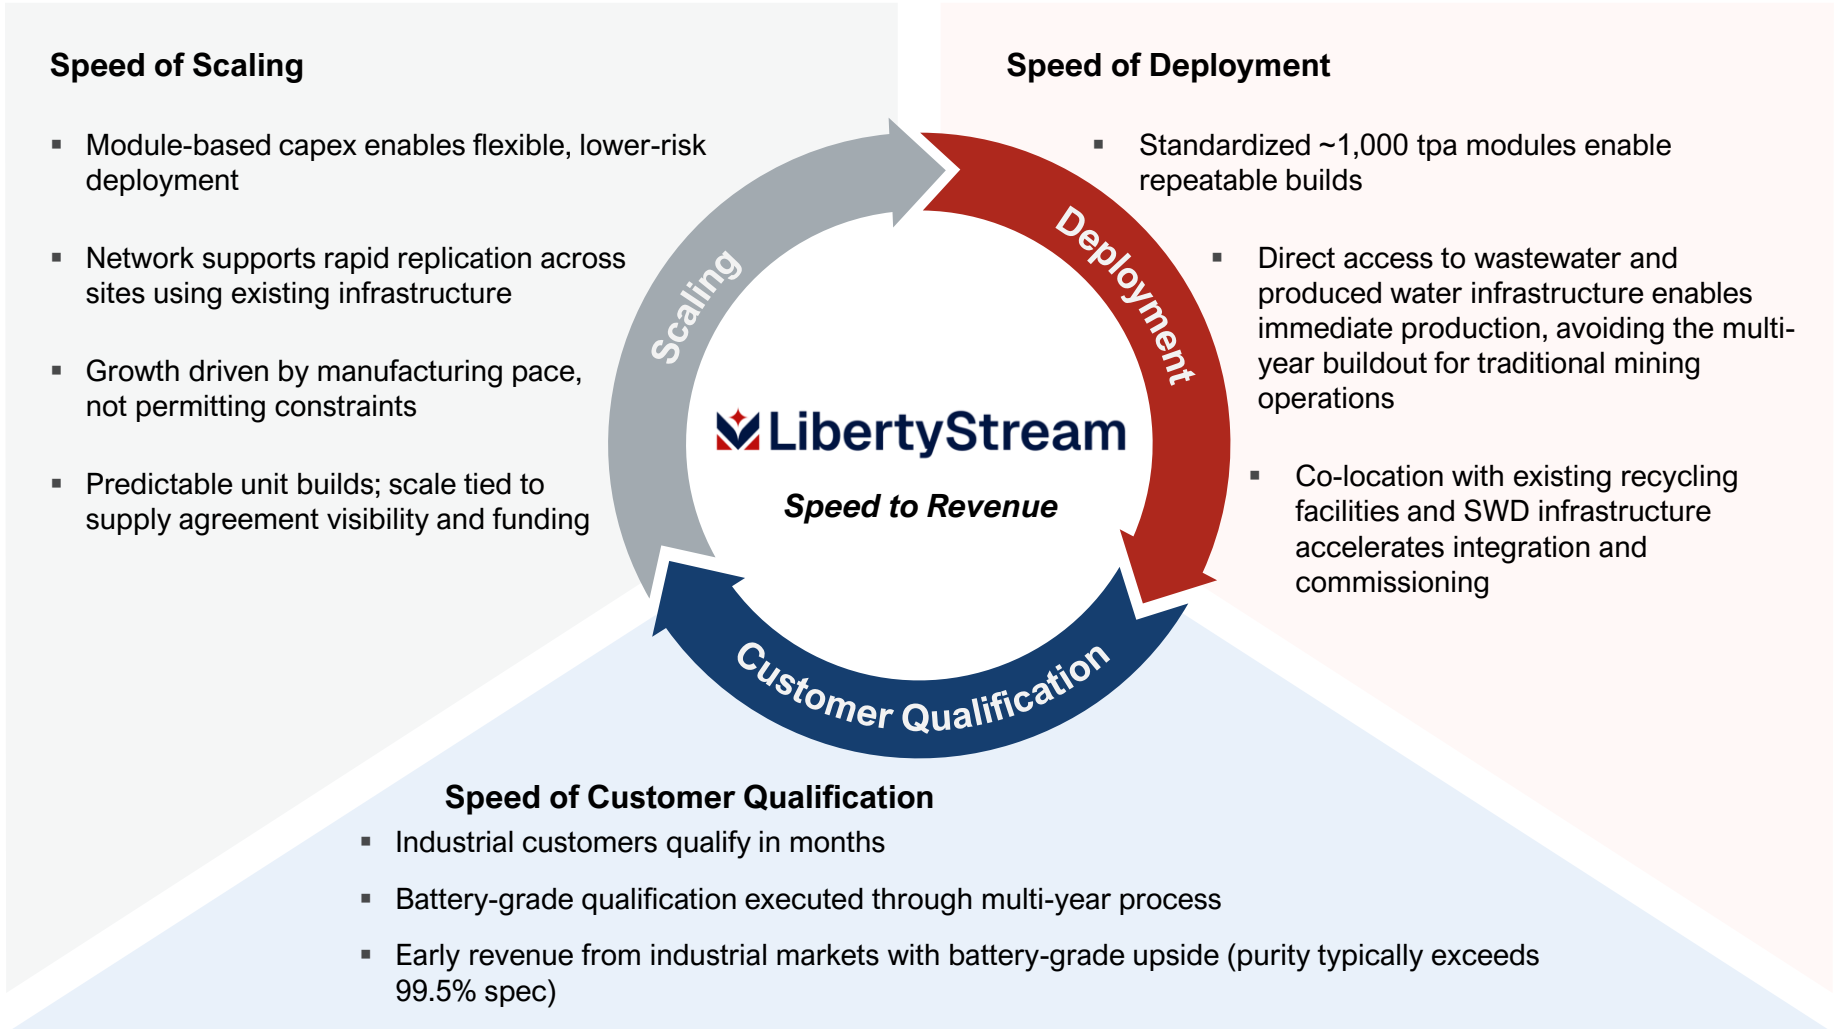 Speed of Scaling
▪ Module-based capex enables flexible, lower-risk
deployment
▪ Network supports rapid replication across
sites using existing infrastructure
▪ Growth driven by manufacturing pace,
not permitting constraints
▪ Predictable unit builds; scale tied to
supply agreement visibility and funding
Speed of Deployment
▪ Standardized ~1,000 tpa modules enable
repeatable builds
▪ Direct access to wastewater and
produced water infrastructure enables
immediate production, avoiding the multi-
year buildout for traditional mining
operations
▪ Co-location with existing recycling
facilities and SWD infrastructure
accelerates integration and
commissioning
Scaling
Deployment
Customer Qualification
LibertyStream
Speed to Revenue
Speed of Customer Qualification
▪ Industrial customers qualify in months
▪ Battery-grade qualification executed through multi-year process
▪ Early revenue from industrial markets with battery-grade upside (purity typically exceeds
99.5% spec)